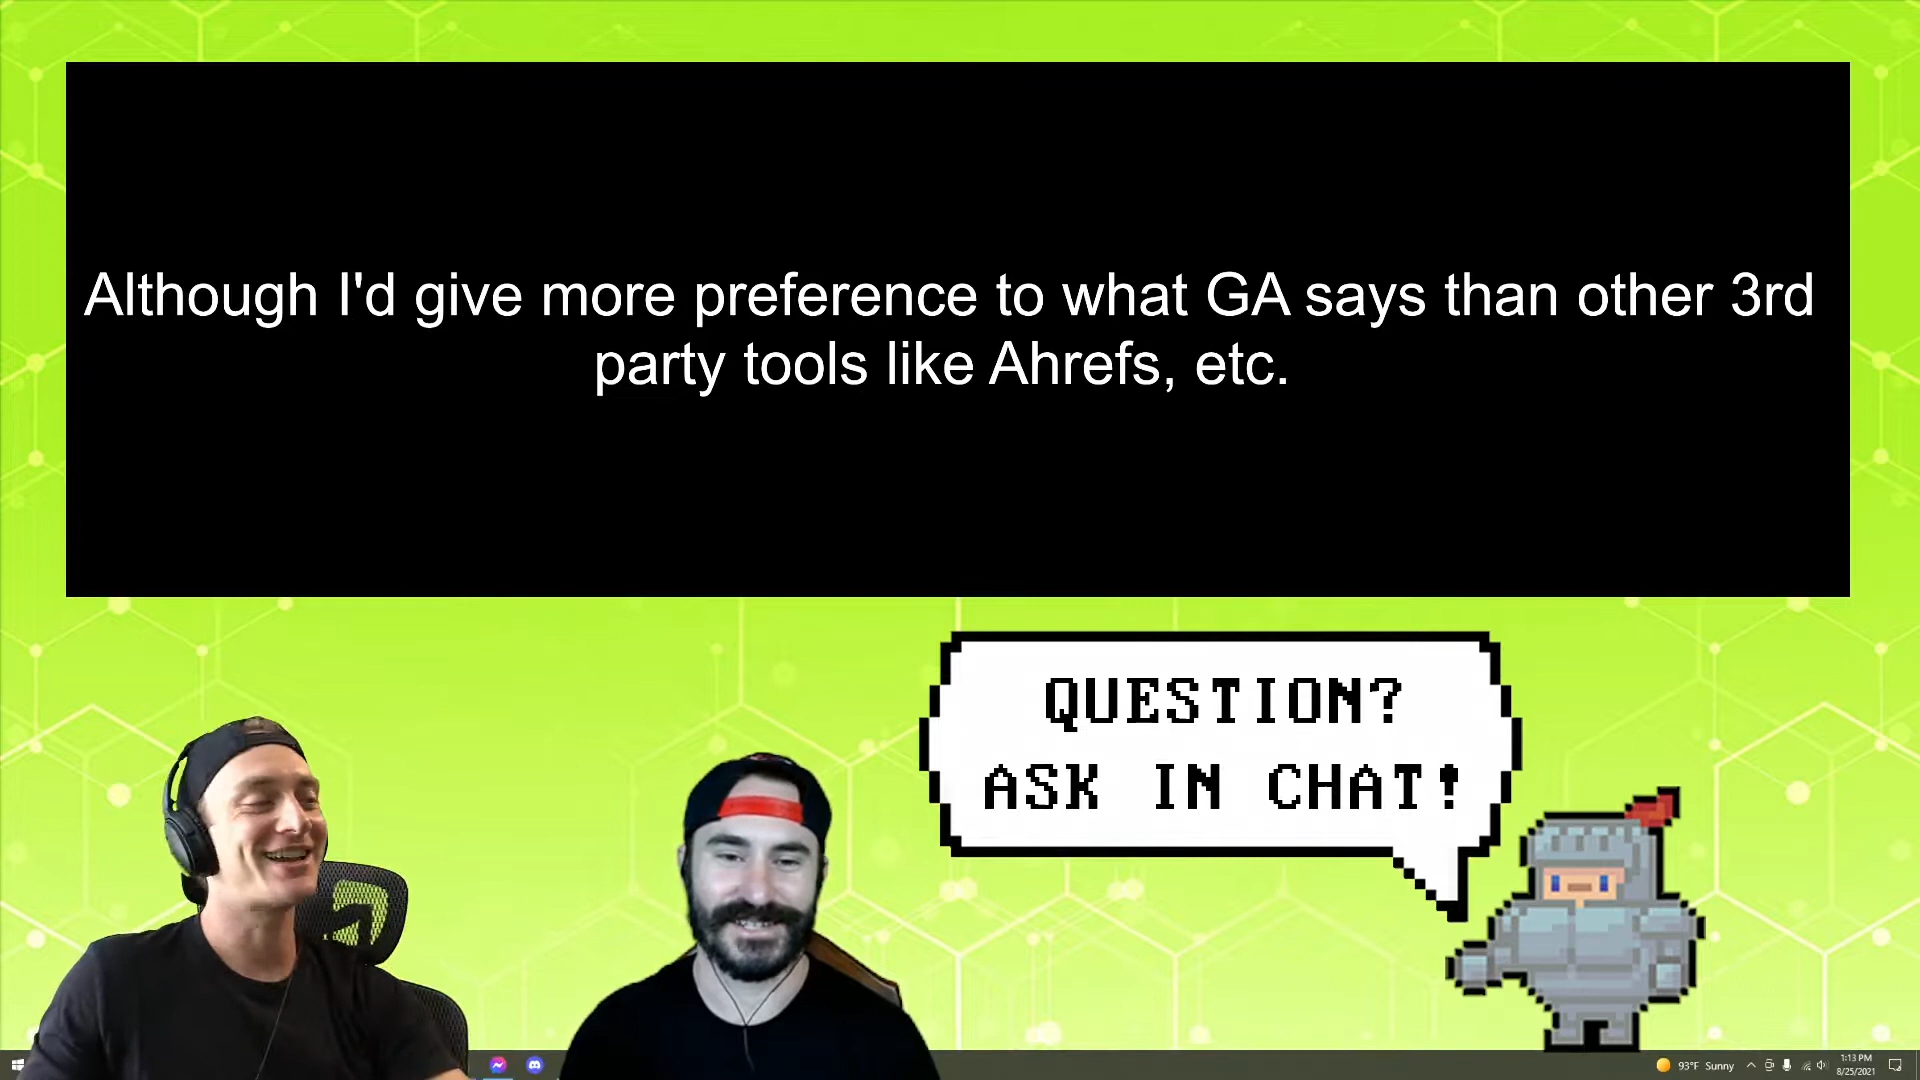 Although I'd give more preference to what GA says than other 3rd
party tools like Ahrefs, etc.
QUESTION?
ASK IN CHAT!
93°F Sunny
1:13 PM
8/25/2021